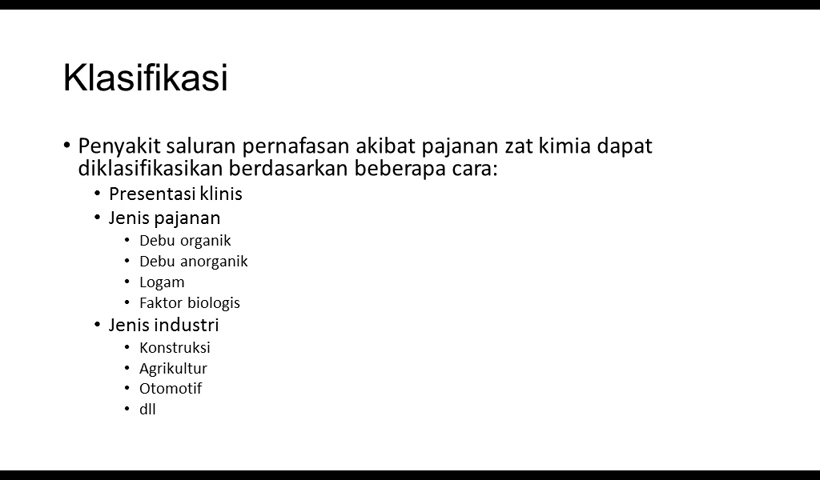 Klasifikasi
• Penyakit saluran pernafasan akibat pajanan zat kimia dapat
diklasifikasikan berdasarkan beberapa cara:
• Presentasi klinis
• Jenis pajanan
• Debu organik
• Debu anorganik
• Logam
• Faktor biologis
• Jenis industri
• Konstruksi
• Agrikultur
• Otomotif
• dll